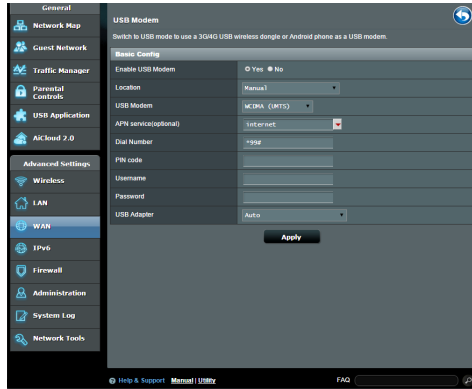 General
Network Map
Guest Network
Traffic Manager
Parental
Controls
USB Application
AiCloud 2.0
Advanced Settings
Wireless
LAN
WAN
IPv6
Firewall
Administration
System Log
Network Tools
USB Modem
Switch to USB mode to use a 3G/4G USB wireless dongle or Android phone as a USB modem.
Basic Config
Enable USB Modem Yes No
Location Manual
USB Modem WCDMA (UMTS)
APN service(optional) internet
Dial Number *99#
PIN code
Username
Password
USB Adapter Auto
Apply
Help & Support Manual | Utility FAQ